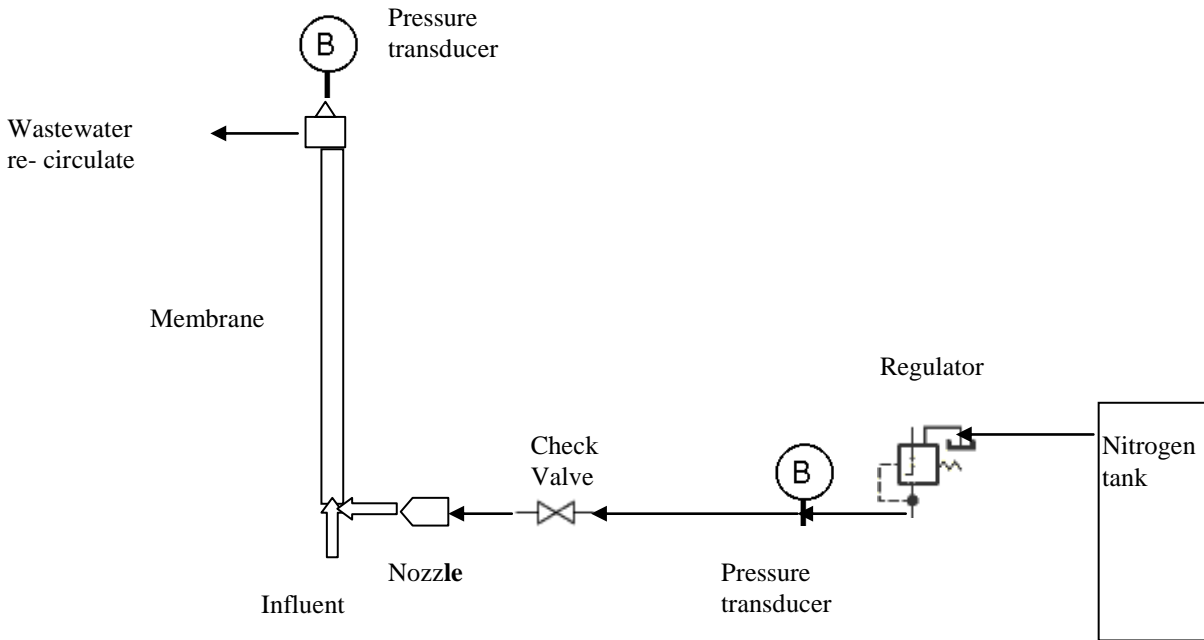 Pressure
transducer
B
Wastewater
re- circulate
Membrane
Regulator
Check
Valve
B
Nitrogen
tank
Nozzle
Pressure
transducer
Influent